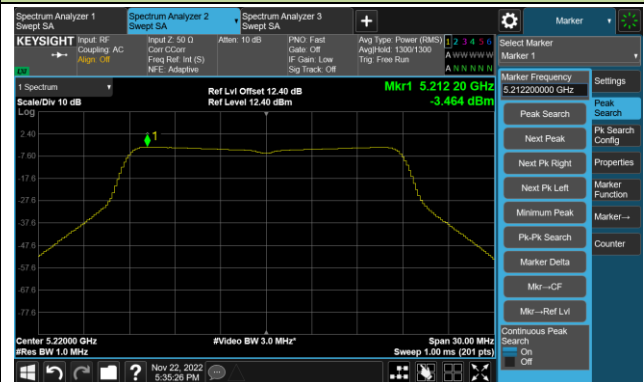 Spectrum Analyzer 1
Swept SA
Spectrum Analyzer 2
Swept SA
Spectrum Analyzer 3
Swept SA
+
Marker
KEYSIGHT
Input: RF
Coupling: AC
Align: Off
Input Z: 50 Ω
Corr CCorr
Freq Ref: Int (S)
NFE: Adaptive
Atten: 10 dB
PNO: Fast
Gate: Off
IF Gain: Low
Sig Track: Off
Avg Type: Power (RMS)
Avg|Hold: 1300/1300
Trig: Free Run
1 2 3 4 5 6
A W W W W W
A N N N N N
LXI
Select Marker
Marker 1
1 Spectrum
Scale/Div 10 dB
Log
Ref Lvl Offset 12.40 dB
Ref Level 12.40 dBm
Mkr1 5.212 20 GHz
-3.464 dBm
1
2.40
-7.60
-17.6
-27.6
-37.6
-47.6
-57.6
-67.6
-77.6
Center 5.22000 GHz
#Res BW 1.0 MHz
#Video BW 3.0 MHz*
Span 30.00 MHz
Sweep 1.00 ms (201 pts)
Marker Frequency
5.212200000 GHz
Peak Search
Next Peak
Next Pk Right
Next Pk Left
Minimum Peak
Pk-Pk Search
Marker Delta
Mkr→CF
Mkr→Ref Lvl
Continuous Peak
Search
On
Off
Settings
Peak
Search
Pk Search
Config
Properties
Marker
Function
Marker→
Counter
?
Nov 22, 2022
5:35:26 PM